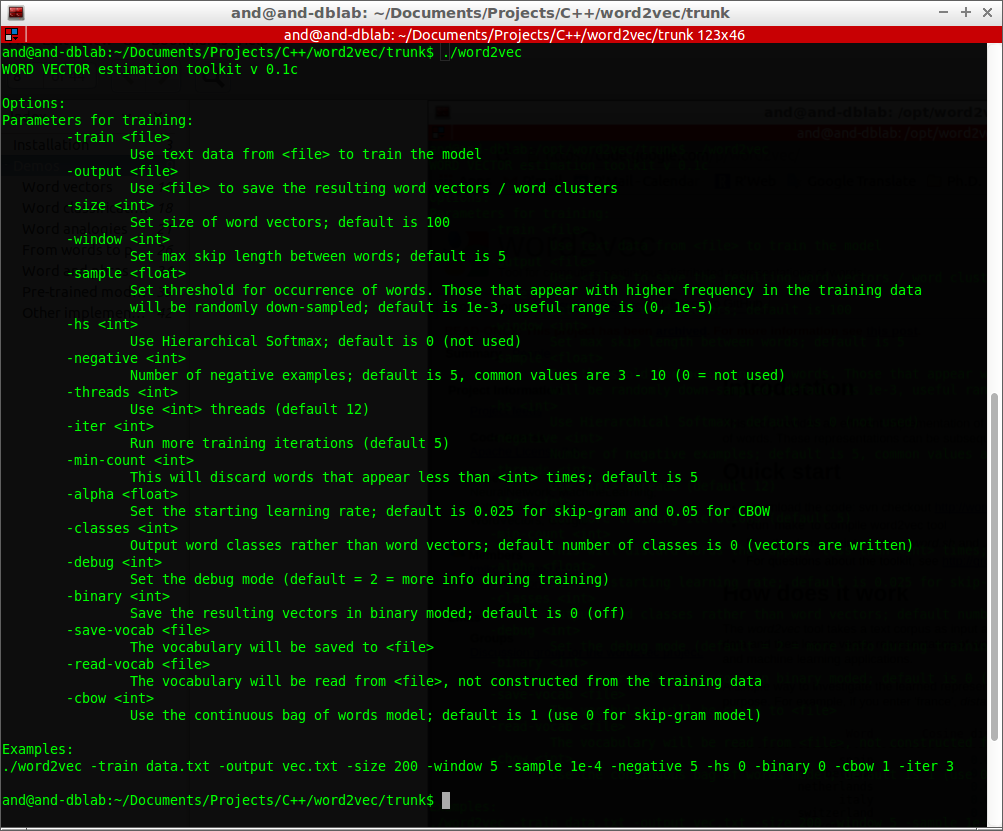 and@and-dblab: ~/Documents/Projects/C++/word2vec/trunk
and@and-dblab: ~/Documents/Projects/C++/word2vec/trunk 123x46
and@and-dblab:~/Documents/Projects/C++/word2vec/trunk$ ./word2vec
WORD VECTOR estimation toolkit v 0.1c
Options:
Parameters for training:
-train <file>
Use text data from <file> to train the model
-output <file>
Use <file> to save the resulting word vectors / word clusters
-size <int>
Set size of word vectors; default is 100
-window <int>
Set max skip length between words; default is 5
-sample <float>
Set threshold for occurrence of words. Those that appear with higher frequency in the training data
will be randomly down-sampled; default is 1e-3, useful range is (0, 1e-5)
-hs <int>
Use Hierarchical Softmax; default is 0 (not used)
-negative <int>
Number of negative examples; default is 5, common values are 3 - 10 (0 = not used)
-threads <int>
Use <int> threads (default 12)
-iter <int>
Run more training iterations (default 5)
-min-count <int>
This will discard words that appear less than <int> times; default is 5
-alpha <float>
Set the starting learning rate; default is 0.025 for skip-gram and 0.05 for CBOW
-classes <int>
Output word classes rather than word vectors; default number of classes is 0 (vectors are written)
-debug <int>
Set the debug mode (default = 2 = more info during training)
-binary <int>
Save the resulting vectors in binary moded; default is 0 (off)
-save-vocab <file>
The vocabulary will be saved to <file>
-read-vocab <file>
The vocabulary will be read from <file>, not constructed from the training data
-cbow <int>
Use the continuous bag of words model; default is 1 (use 0 for skip-gram model)
Examples:
./word2vec -train data.txt -output vec.txt -size 200 -window 5 -sample 1e-4 -negative 5 -hs 0 -binary 0 -cbow 1 -iter 3
and@and-dblab:~/Documents/Projects/C++/word2vec/trunk$